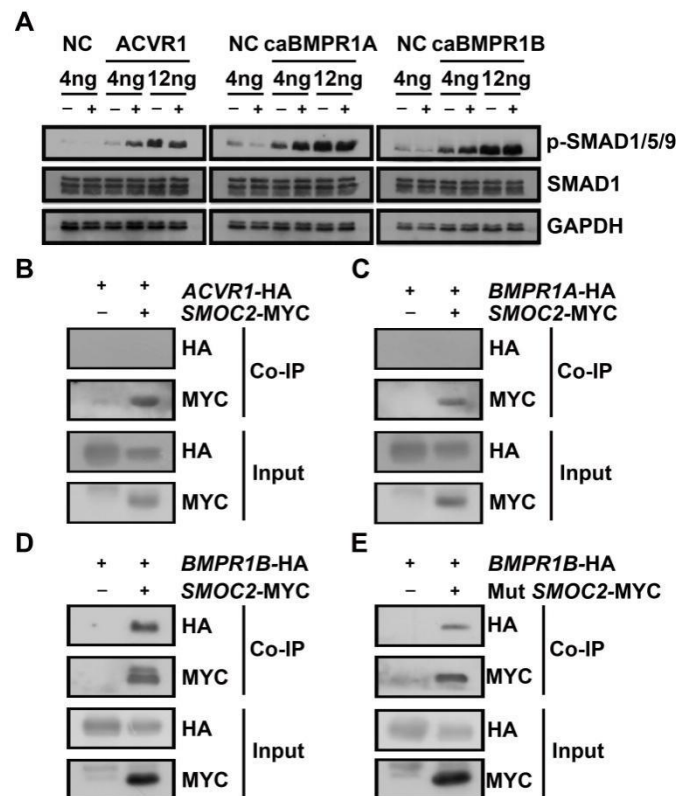 A
NC ACVR1 NC caBMPR1A NC caBMPR1B
4ng 4ng 12ng 4ng 4ng 12ng 4ng 4ng 12ng
– + – + – + – + – + – + – + – + – +
p-SMAD1/5/9
SMAD1
GAPDH
B
+ + ACVR1-HA
– + SMOC2-MYC
HA
Co-IP
MYC
HA
Input
MYC
C
+ + BMPR1A-HA
– + SMOC2-MYC
HA
Co-IP
MYC
HA
Input
MYC
D
+ + BMPR1B-HA
– + SMOC2-MYC
HA
Co-IP
MYC
HA
Input
MYC
E
+ + BMPR1B-HA
– + Mut SMOC2-MYC
HA
Co-IP
MYC
HA
Input
MYC